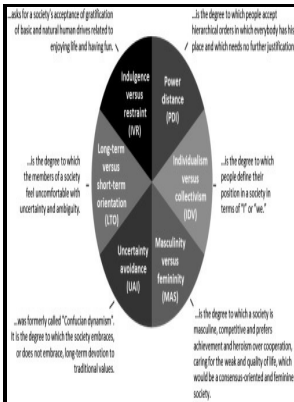 ...asks for a society's acceptance of gratification
of basic and natural human drives related to
enjoying life and having fun.
...is the degree to which people accept
hierarchical orders in which everybody has his
place and which needs no further justification
Indulgence
versus
restraint
(IVR)
Power
distance
(PDI)
...is the degree to which
the members of a society
feel uncomfortable with
uncertainty and ambiguity.
Long-term
versus
short-term
orientation
(LTO)
Individualism
versus
collectivism
(IDV)
...is the degree to which
people define their
position in a society in
terms of "I" or "we."
Uncertainty
avoidance
(UAI)
Masculinity
versus
femininity
(MAS)
...was formerly called "Confucian dynamism".
It is the degree to which the society embraces,
or does not embrace, long-term devotion to
traditional values.
...is the degree to which a society is
masculine, competitive and prefers
achievement and heroism over cooperation,
caring for the weak and quality of life, which
would be a consensus-oriented and feminine
society.